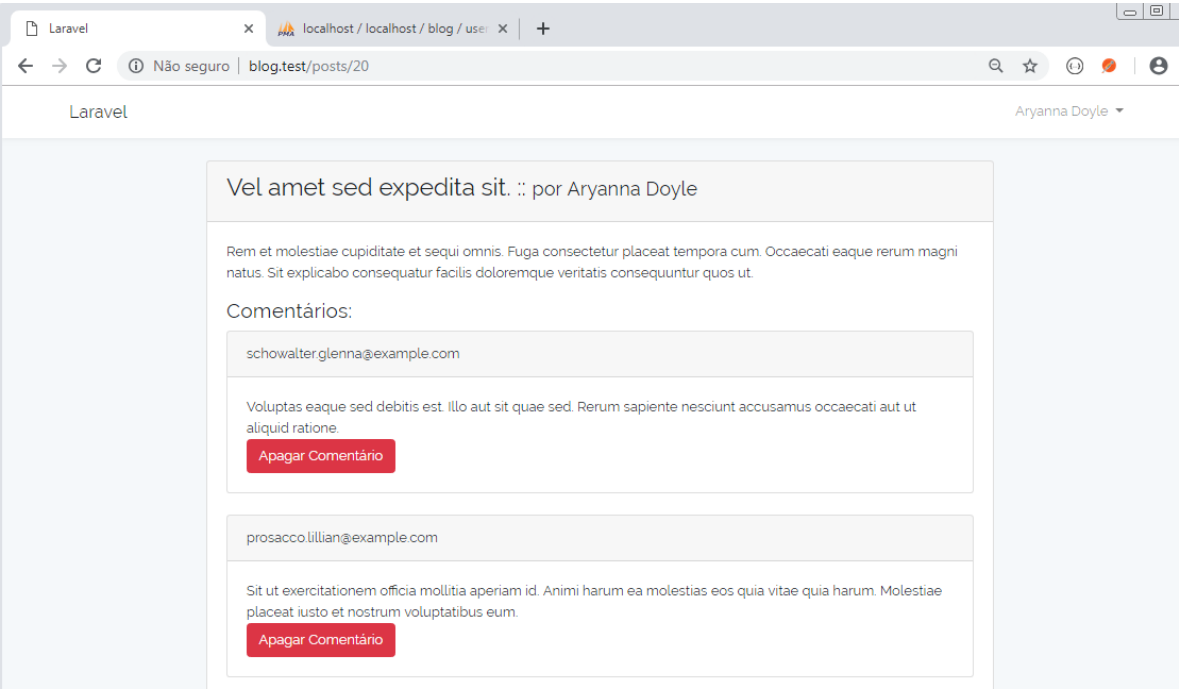 Laravel
localhost / localhost / blog / user
Não seguro | blog.test/posts/20
Laravel
Aryanna Doyle
Vel amet sed expedita sit. :: por Aryanna Doyle
Rem et molestiae cupiditate et sequi omnis. Fuga consectetur placeat tempora cum. Occaecati eaque rerum magni
natus. Sit explicabo consequatur facilis doloremque veritatis consequuntur quos ut.
Comentários:
schowalter.glenna@example.com
Voluptas eaque sed debitis est. Illo aut sit quae sed. Rerum sapiente nesciunt accusamus occaecati aut ut
aliquid ratione.
Apagar Comentário
prosacco.lillian@example.com
Sit ut exercitationem officia mollitia aperiam id. Animi harum ea molestias eos quia vitae quia harum. Molestiae
placeat iusto et nostrum voluptatibus eum.
Apagar Comentário